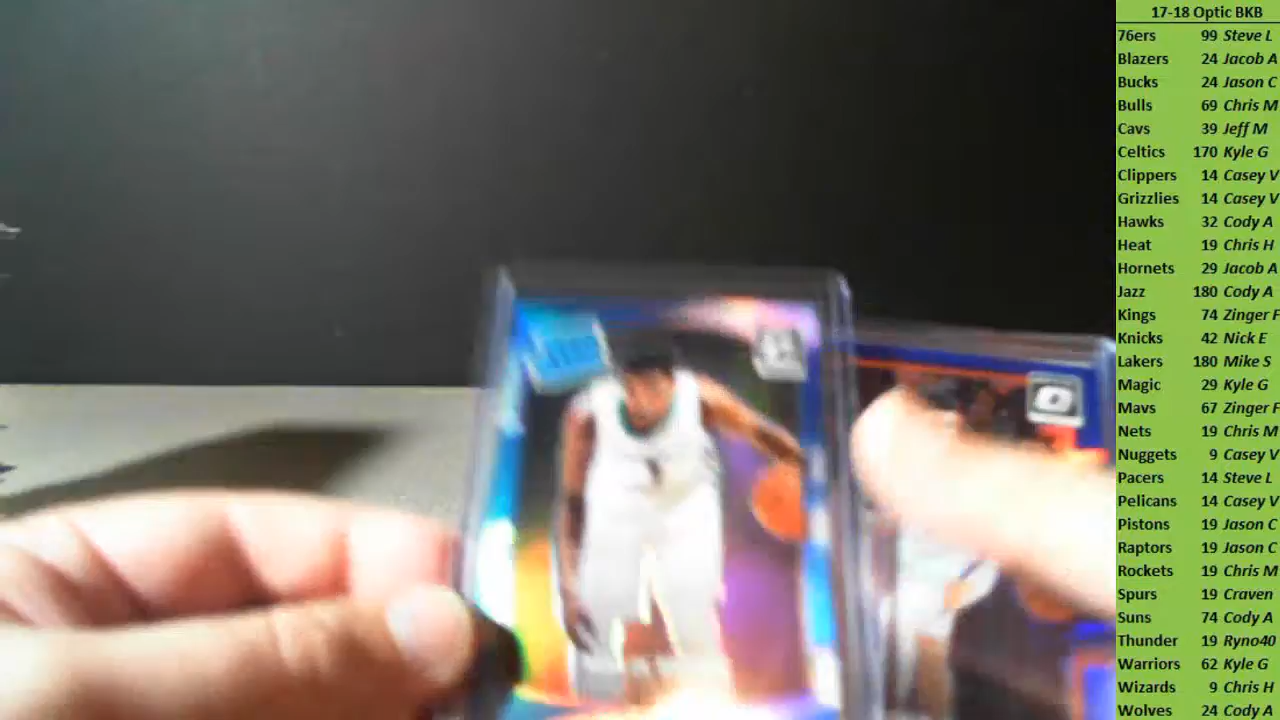 17-18 Optic BKB
76ers 99 Steve L
Blazers 24 Jacob A
Bucks 24 Jason C
Bulls 69 Chris M
Cavs 39 Jeff M
Celtics 170 Kyle G
Clippers 14 Casey V
Grizzlies 14 Casey V
Hawks 32 Cody A
Heat 19 Chris H
Hornets 29 Jacob A
Jazz 180 Cody A
Kings 74 Zinger F
Knicks 42 Nick E
Lakers 180 Mike S
Magic 29 Kyle G
Mavs 67 Zinger F
Nets 19 Chris M
Nuggets 9 Casey V
Pacers 14 Steve L
Pelicans 14 Casey V
Pistons 19 Jason C
Raptors 19 Jason C
Rockets 19 Chris M
Spurs 19 Craven
Suns 74 Cody A
Thunder 19 Ryno40
Warriors 62 Kyle G
Wizards 9 Chris H
Wolves 24 Cody A